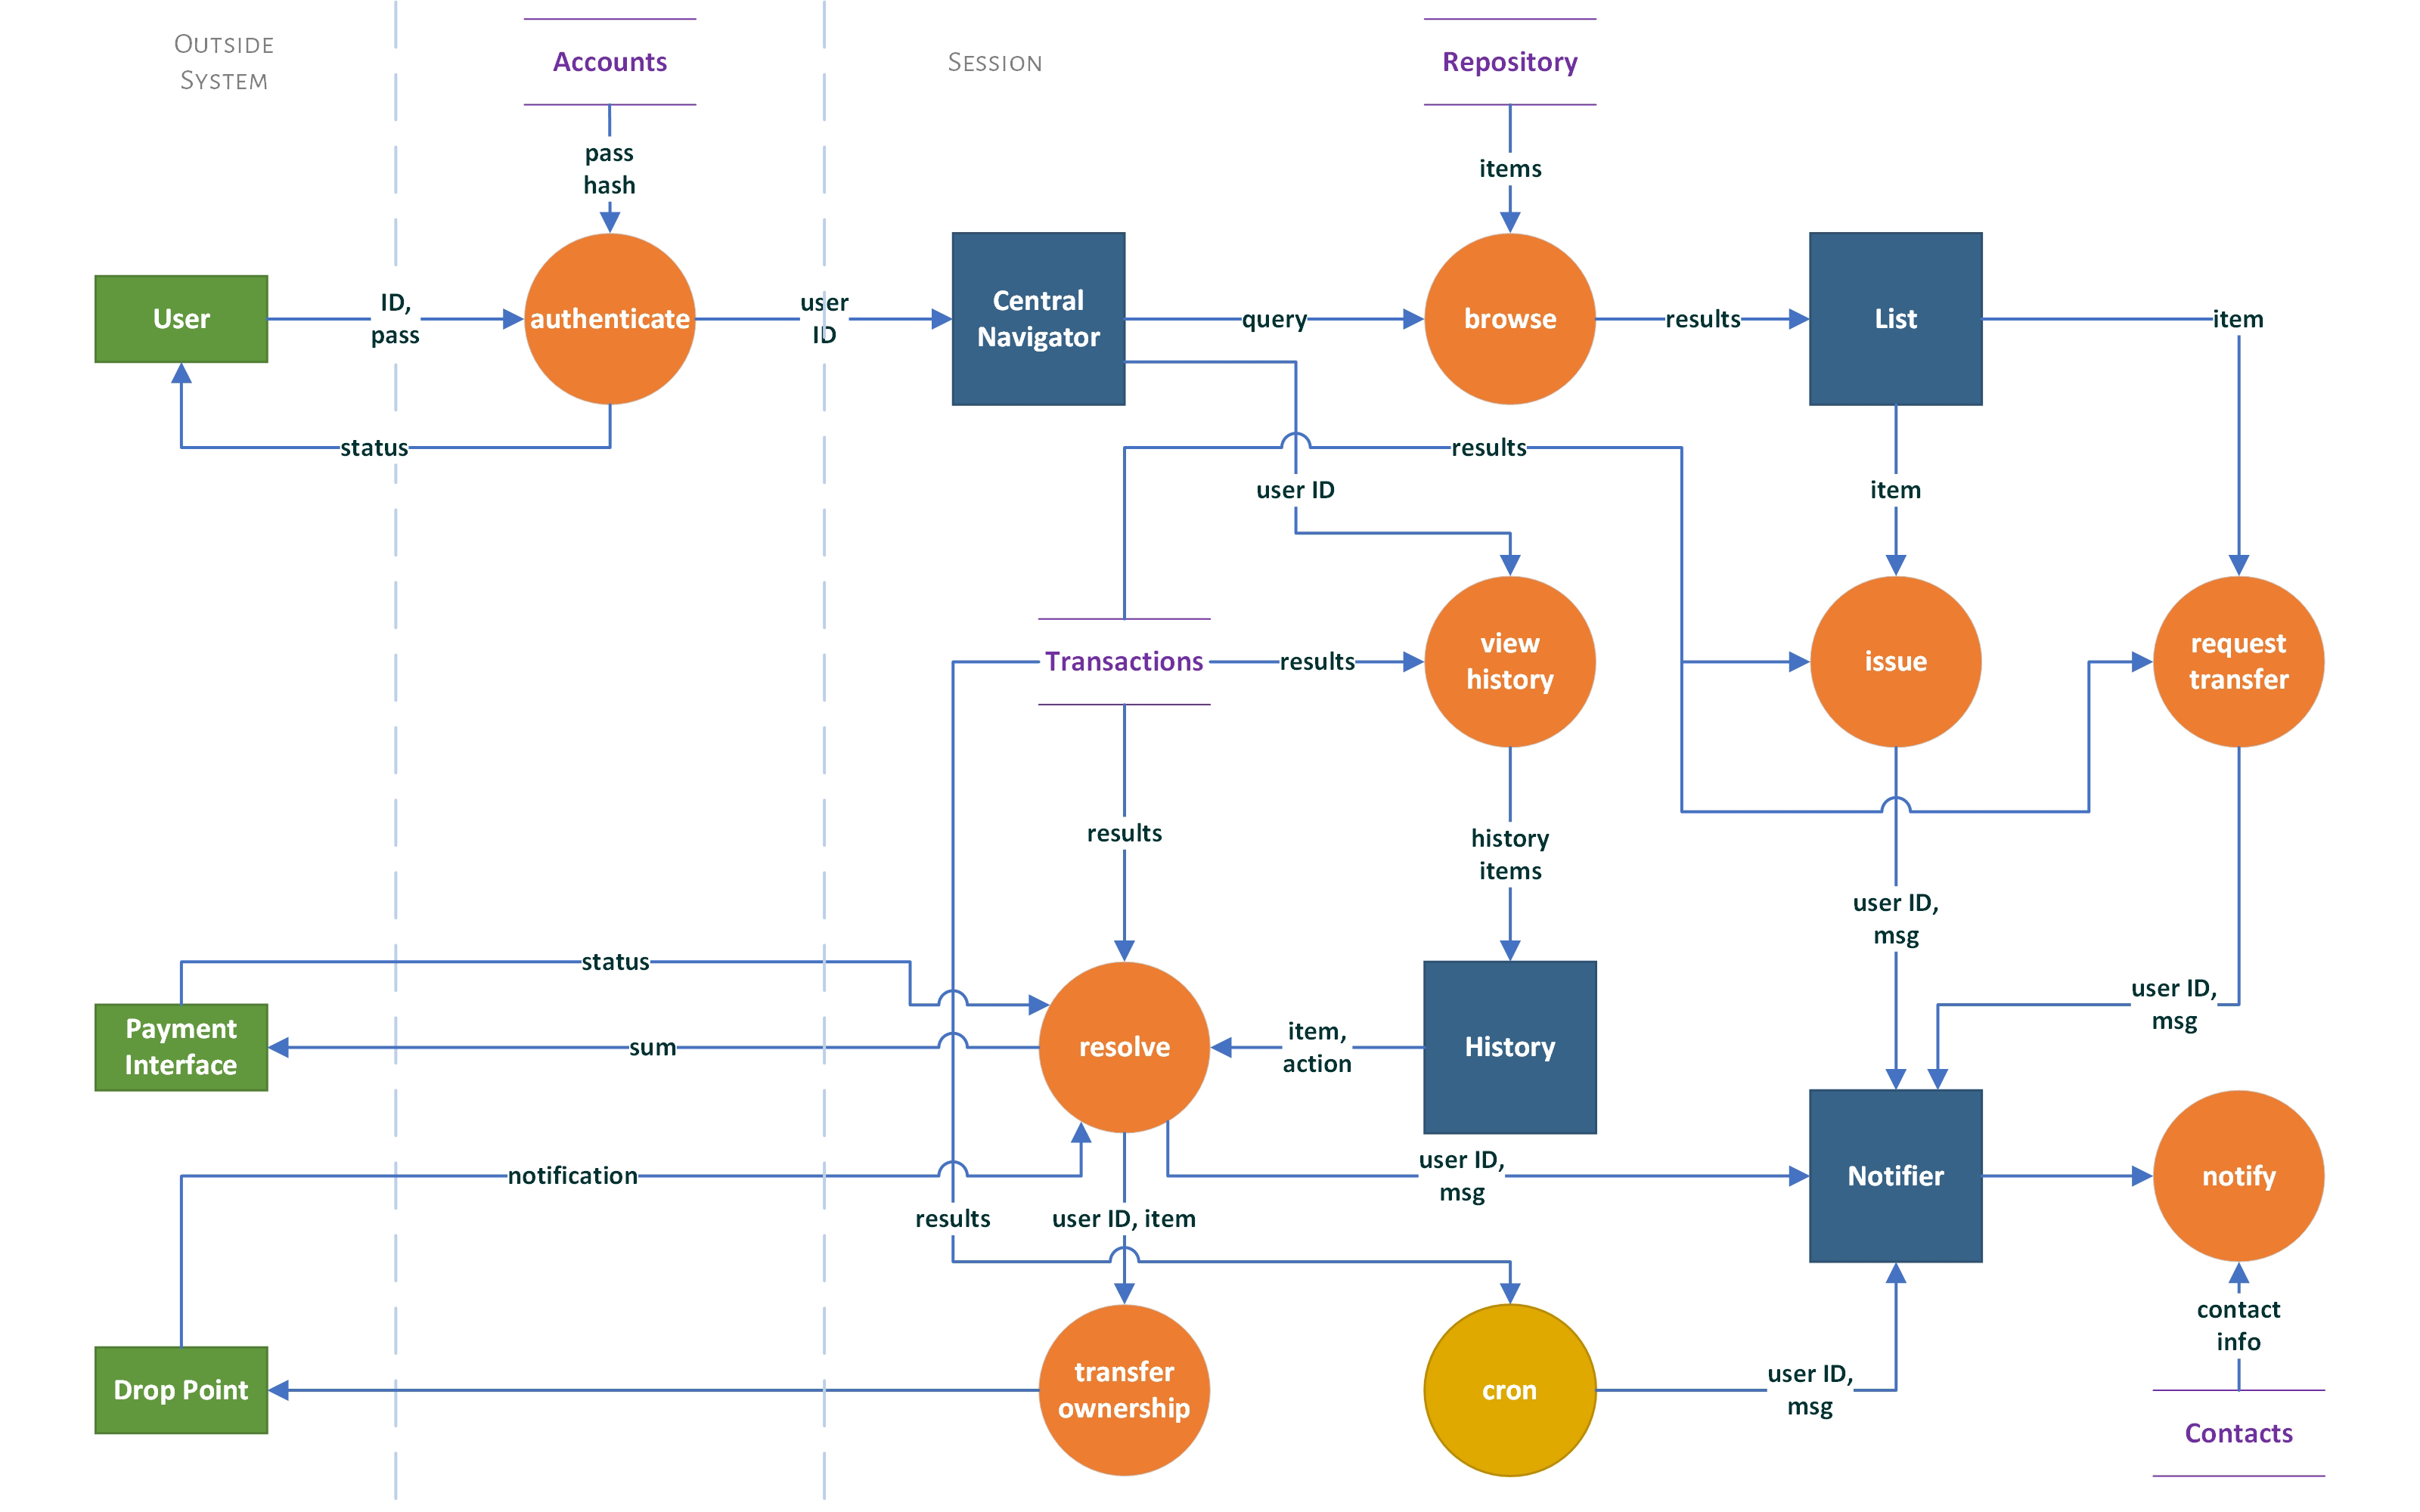 OUTSIDE
SYSTEM
Accounts
SESSION
Repository
pass
hash
items
User
ID,
pass
authenticate
user
ID
Central
Navigator
query
browse
results
List
item
status
results
user ID
item
Transactions
results
view
history
issue
request
transfer
results
history
items
user ID,
msg
status
user ID,
msg
Payment
Interface
sum
resolve
item,
action
History
notification
user ID,
msg
Notifier
notify
results
user ID, item
contact
info
Drop Point
transfer
ownership
cron
user ID,
msg
Contacts